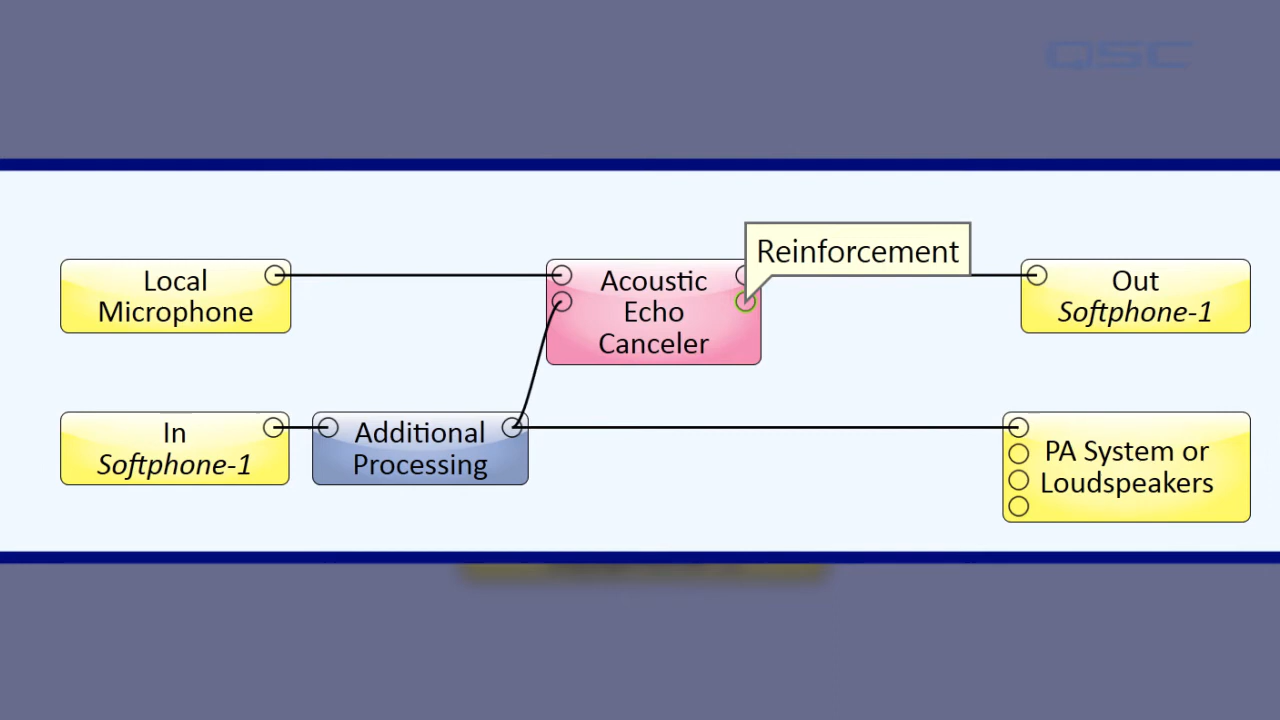 QSC
Reinforcement
Local
Microphone
Acoustic
Echo
Canceler
Out
Softphone-1
In
Softphone-1
Additional
Processing
PA System or
Loudspeakers